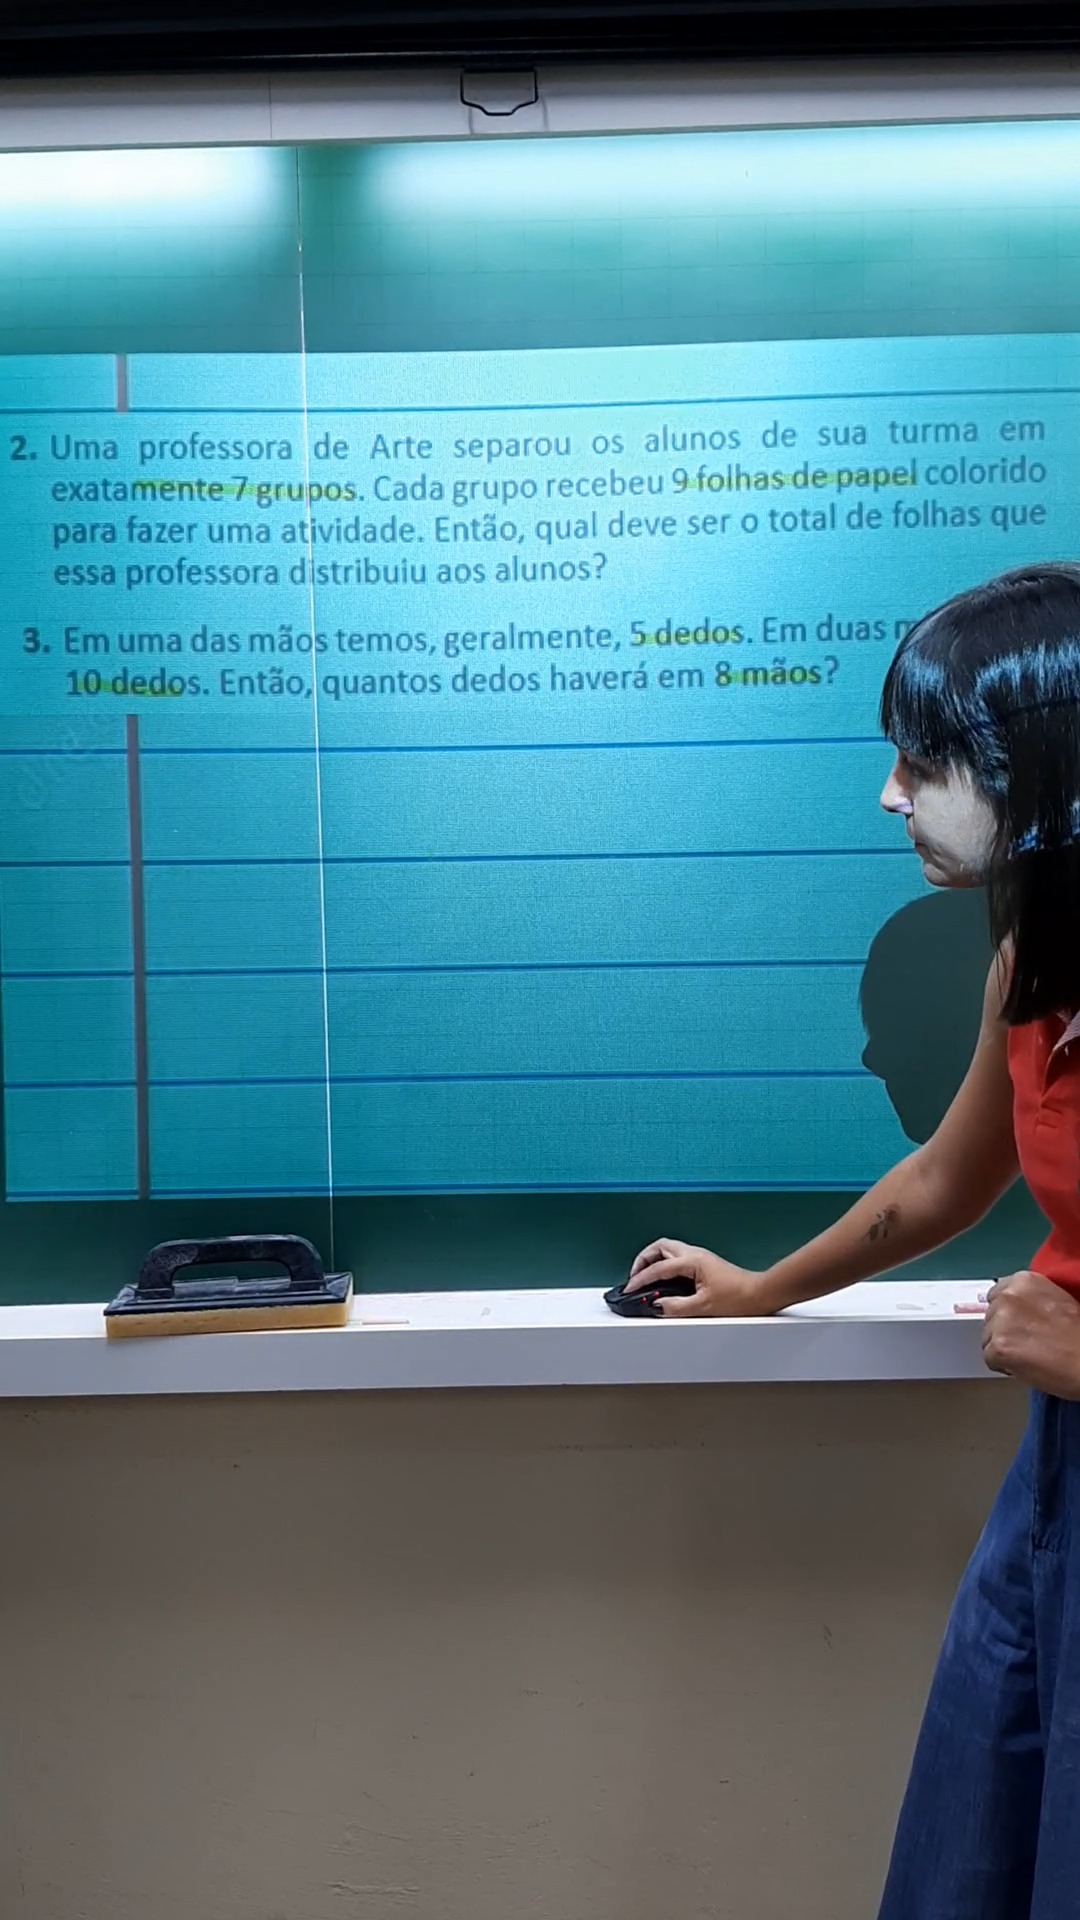 2. Uma professora de Arte separou os alunos de sua turma em
exatamente 7 grupos. Cada grupo recebeu 9 folhas de papel colorido
para fazer uma atividade. Então, qual deve ser o total de folhas que
essa professora distribuiu aos alunos?
3. Em uma das mãos temos, geralmente, 5 dedos. Em duas
10 dedos. Então, quantos dedos haverá em 8 mãos?